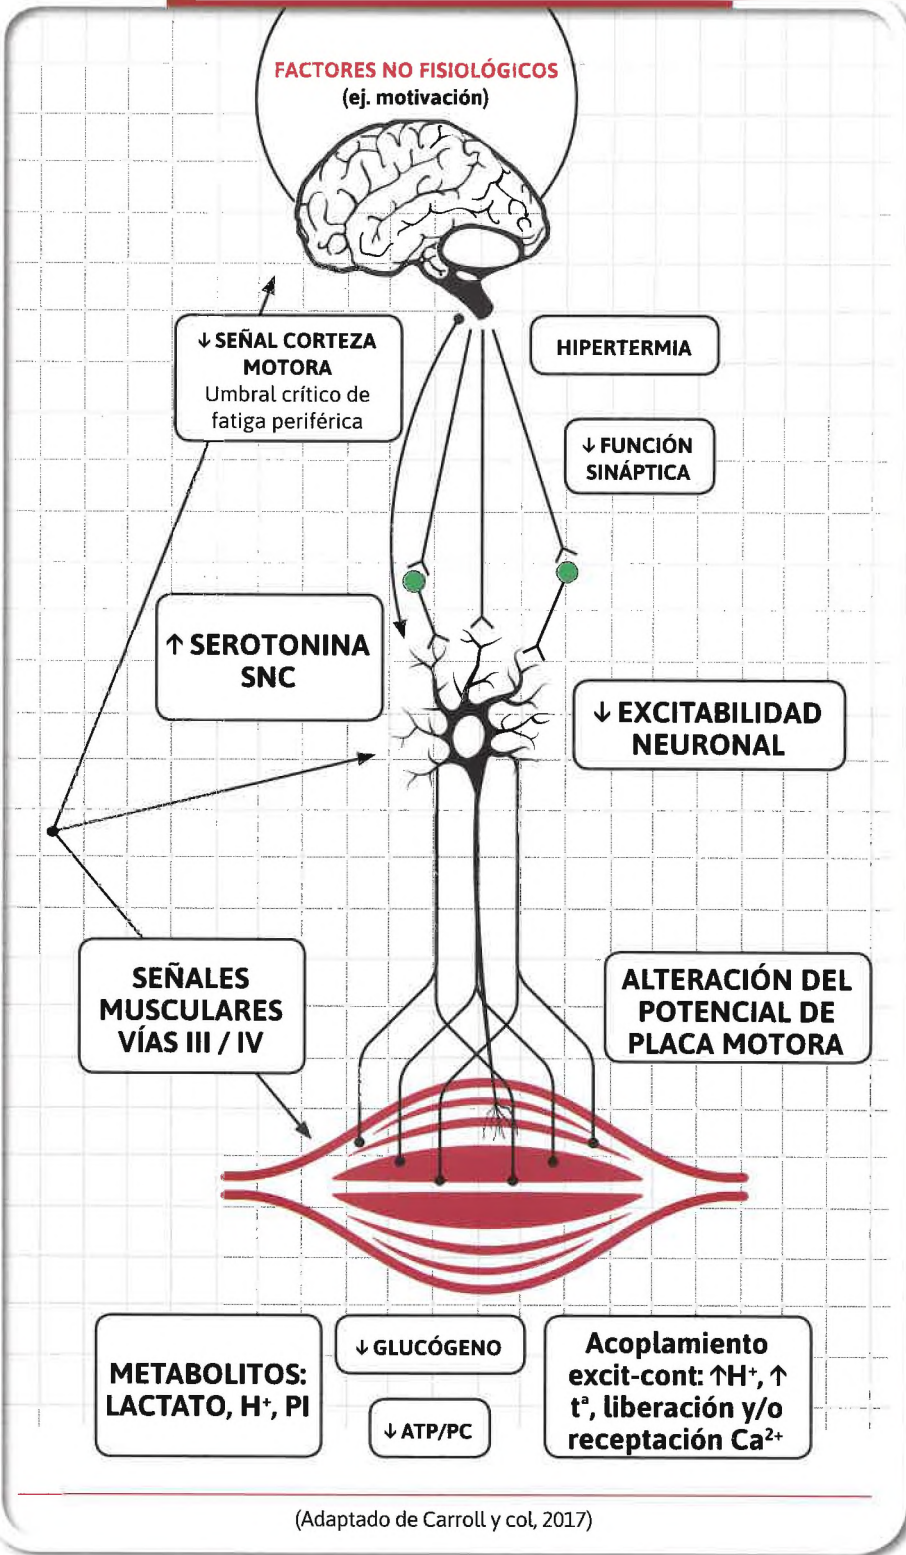 FACTORES NO FISIOLÓGICOS
(ej. motivación)
↓ SEÑAL CORTEZA
MOTORA
Umbral crítico de
fatiga periférica
HIPERTERMIA
↓ FUNCIÓN
SINÁPTICA
↑ SEROTONINA
SNC
↓ EXCITABILIDAD
NEURONAL
SEÑALES
MUSCULARES
VÍAS III / IV
ALTERACIÓN DEL
POTENCIAL DE
PLACA MOTORA
METABOLITOS:
LACTATO, H⁺, PI
↓ GLUCÓGENO
↓ ATP/PC
Acoplamiento
excit-cont: ↑H⁺, ↑
tª, liberación y/o
receptación Ca²⁺
(Adaptado de Carroll y col, 2017)